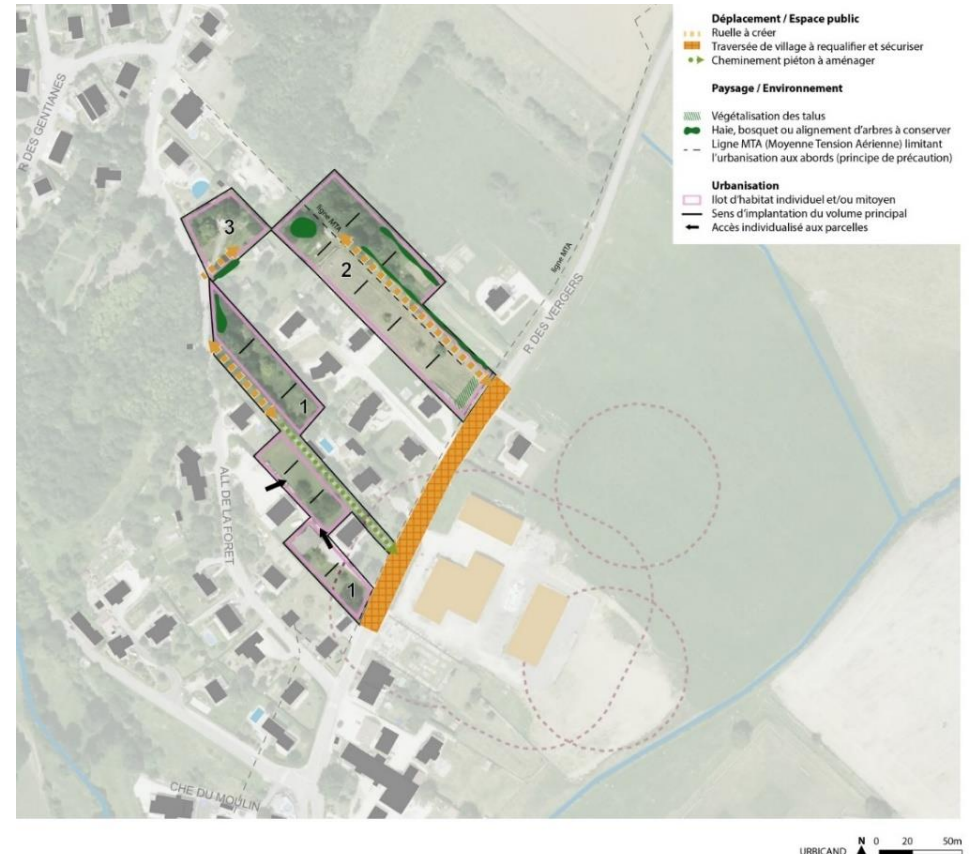 Déplacement / Espace public
Ruelle à créer
Traversée de village à requalifier et sécuriser
Cheminement piéton à aménager
Paysage / Environnement
Végétalisation des talus
Haie, bosquet ou alignement d'arbres à conserver
Ligne MTA (Moyenne Tension Aérienne) limitant
l'urbanisation aux abords (principe de précaution)
Urbanisation
Ilot d'habitat individuel et/ou mitoyen
Sens d'implantation du volume principal
Accès individualisé aux parcelles
R DES GENTIANES
3
ligne MTA
2
ligne MTA
R DES VERGERS
1
ALL DE LA FORET
1
CHE DU MOULIN
URBICAND
N 0 20 50m